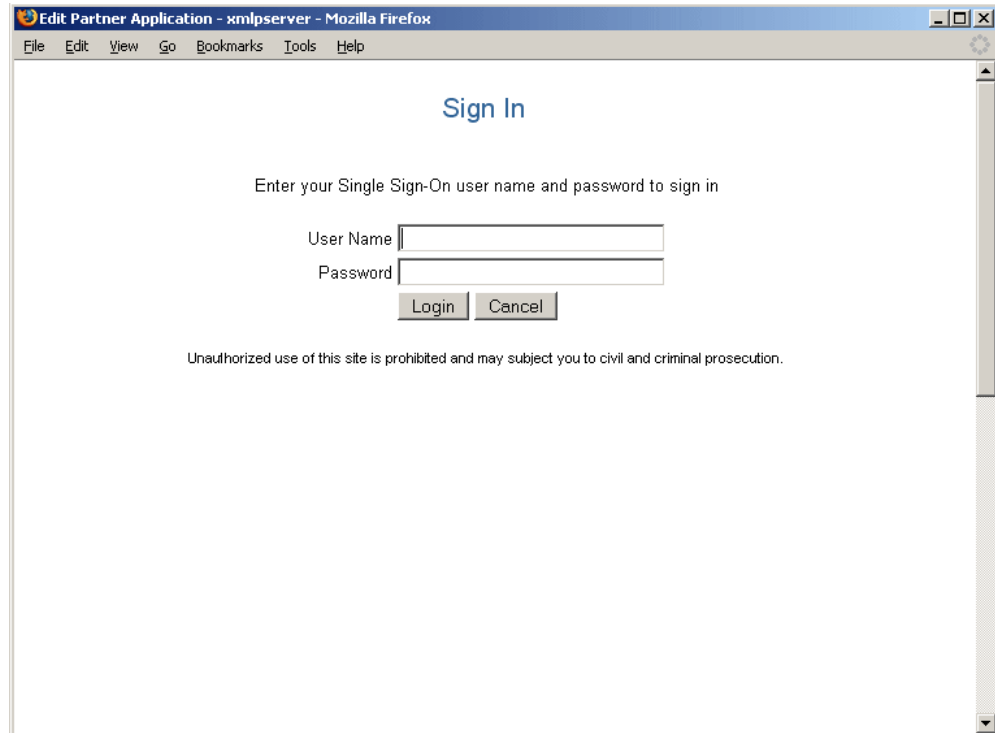 Edit Partner Application - xmlpserver - Mozilla Firefox
File Edit View Go Bookmarks Tools Help
Sign In
Enter your Single Sign-On user name and password to sign in
User Name
Password
Login Cancel
Unauthorized use of this site is prohibited and may subject you to civil and criminal prosecution.